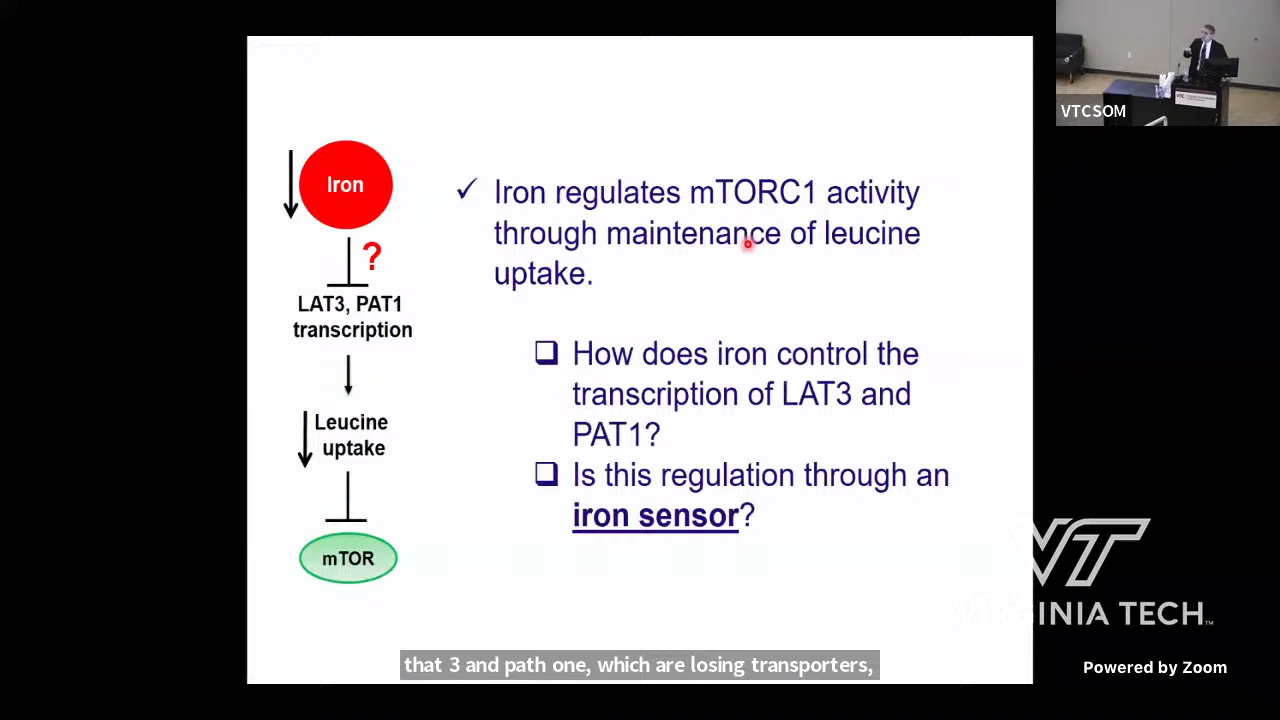 VTCSOM
Iron
?
LAT3, PAT1
transcription
Leucine
uptake
mTOR
✓ Iron regulates mTORC1 activity
through maintenance of leucine
uptake.
❑ How does iron control the
transcription of LAT3 and
PAT1?
❑ Is this regulation through an
iron sensor?
VT
VIRGINIA TECH™
that 3 and path one, which are losing transporters,
Powered by Zoom